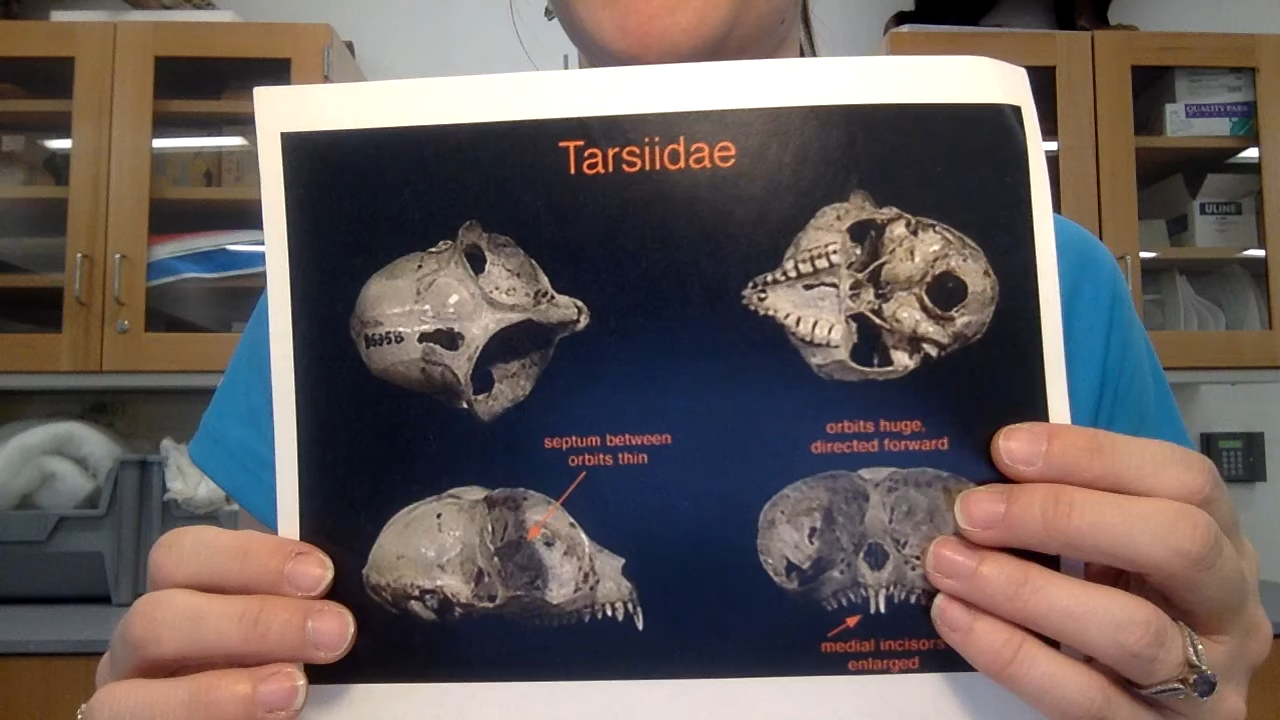 Tarsiidae
septum between
orbits thin
orbits huge,
directed forward
medial incisors
enlarged
QUALITY PARK
ULINE